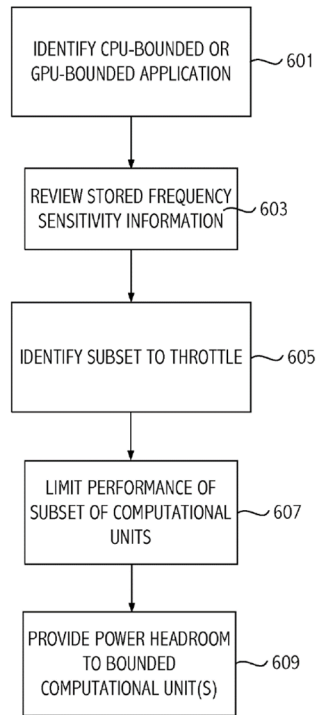 IDENTIFY CPU-BOUNDED OR
GPU-BOUNDED APPLICATION
601
REVIEW STORED FREQUENCY
SENSITIVITY INFORMATION
603
IDENTIFY SUBSET TO THROTTLE
605
LIMIT PERFORMANCE OF
SUBSET OF COMPUTATIONAL
UNITS
607
PROVIDE POWER HEADROOM
TO BOUNDED
COMPUTATIONAL UNIT(S)
609